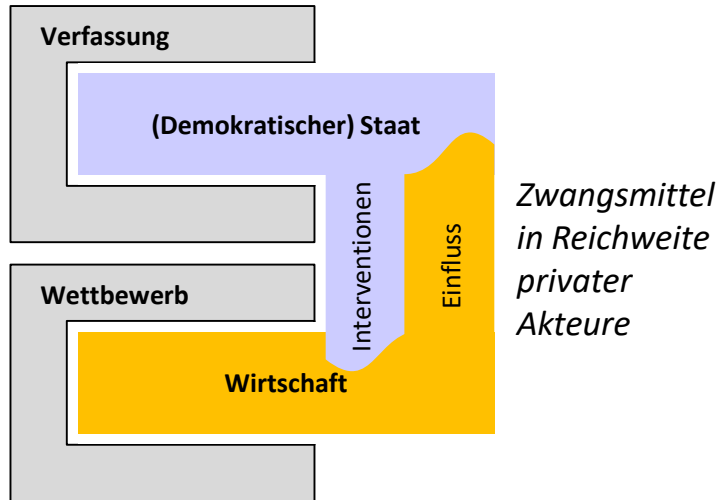 Verfassung
(Demokratischer) Staat
Interventionen
Einfluss
Zwangsmittel
in Reichweite
privater
Akteure
Wettbewerb
Wirtschaft